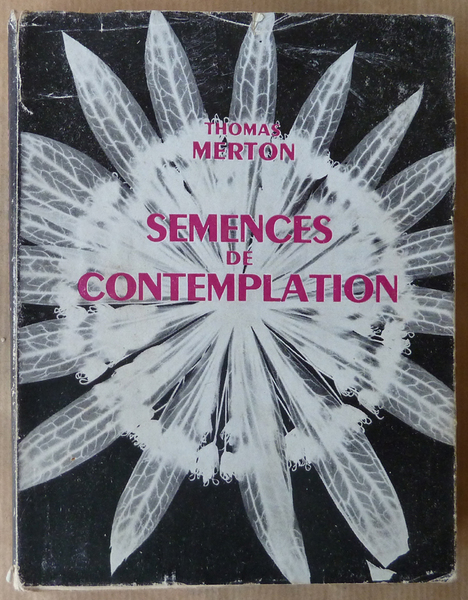 THOMAS
MERTON
SEMENCES
DE
CONTEMPLATION